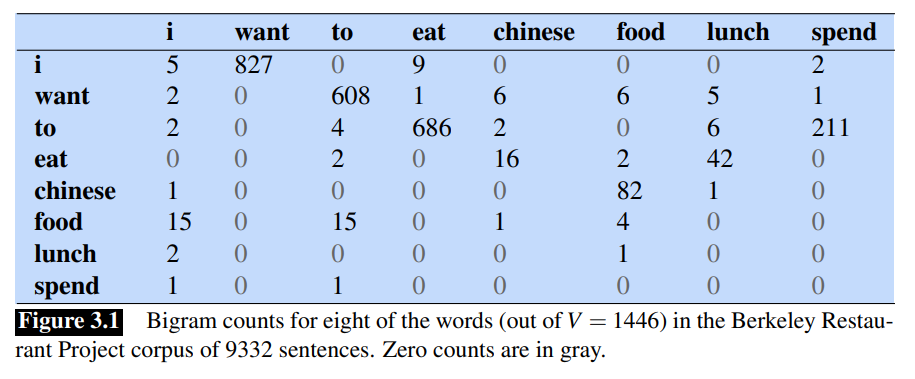 i want to eat chinese food lunch spend
i 5 827 0 9 0 0 0 2
want 2 0 608 1 6 6 5 1
to 2 0 4 686 2 0 6 211
eat 0 0 2 0 16 2 42 0
chinese 1 0 0 0 0 82 1 0
food 15 0 15 0 1 4 0 0
lunch 2 0 0 0 0 1 0 0
spend 1 0 1 0 0 0 0 0
Figure 3.1 Bigram counts for eight of the words (out of V = 1446) in the Berkeley Restau-
rant Project corpus of 9332 sentences. Zero counts are in gray.